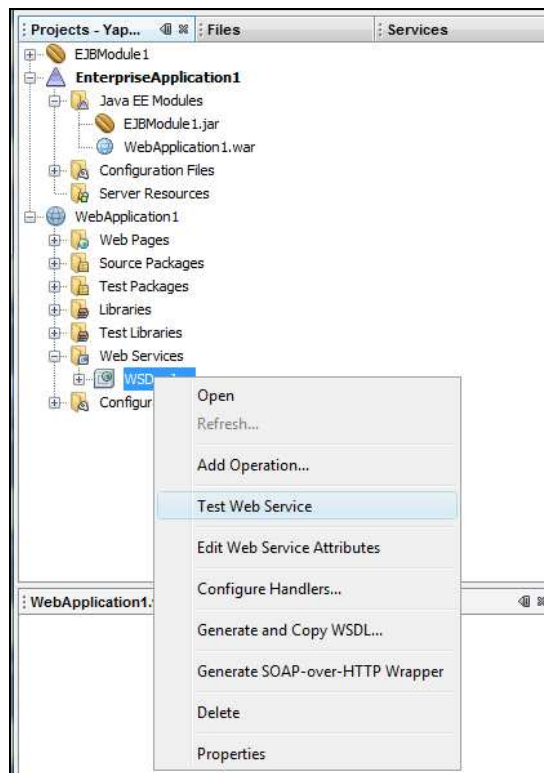 Projects - Yap... Files Services
EJBModule1
EnterpriseApplication1
Java EE Modules
EJBModule1.jar
WebApplication1.war
Configuration Files
Server Resources
WebApplication1
Web Pages
Source Packages
Test Packages
Libraries
Test Libraries
Web Services
Configur
Open
Refresh...
Add Operation...
Test Web Service
Edit Web Service Attributes
Configure Handlers...
Generate and Copy WSDL...
Generate SOAP-over-HTTP Wrapper
Delete
Properties
WebApplication1.